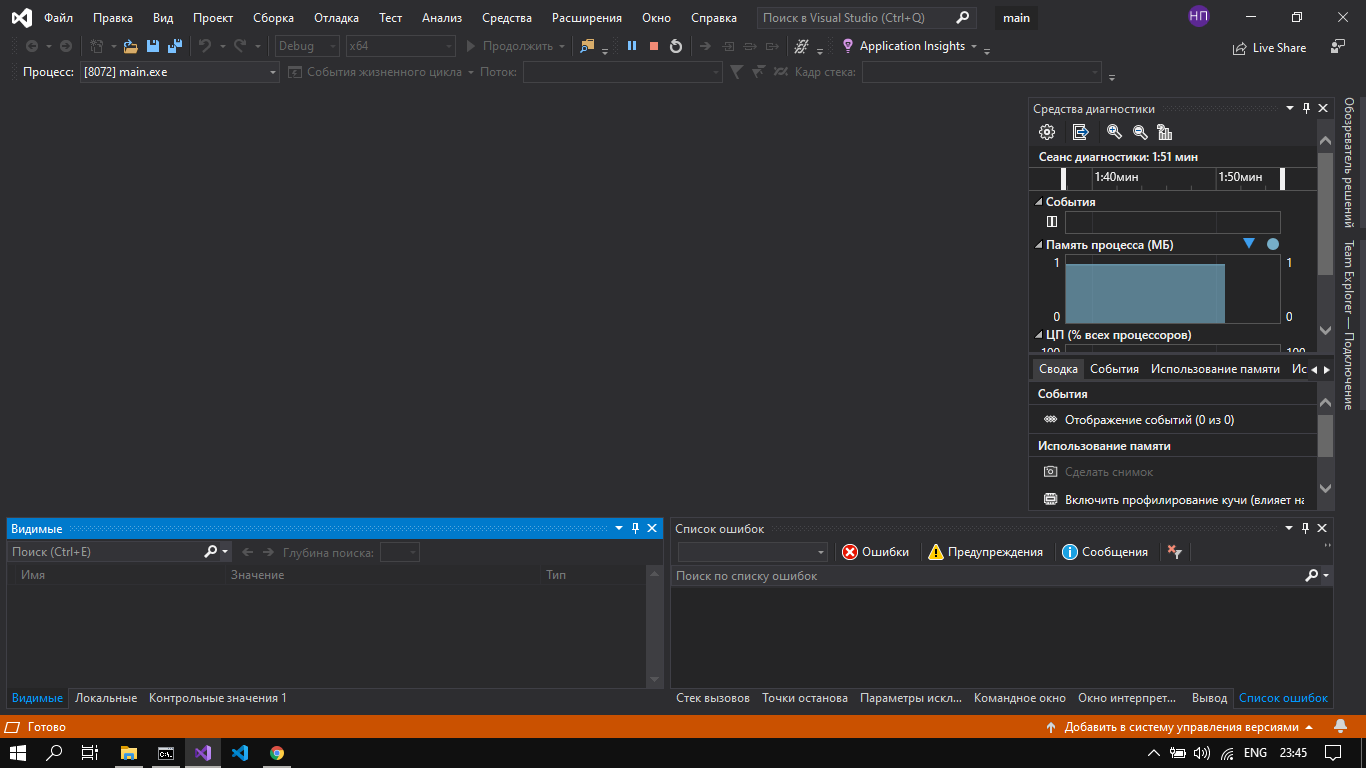 Файл Правка Вид Проект Сборка Отладка Тест Анализ Средства Расширения Окно Справка Поиск в Visual Studio (Ctrl+Q) main НП
Debug x64 Продолжить Application Insights Live Share
Процесс: [8072] main.exe События жизненного цикла Поток: Кадр стека:
Средства диагностики
Сеанс диагностики: 1:51 мин
1:40мин 1:50мин
События
Память процесса (МБ)
1 1
0 0
ЦП (% всех процессоров)
100 100
Сводка События Использование памяти Ис
События
Отображение событий (0 из 0)
Использование памяти
Сделать снимок
Включить профилирование кучи (влияет на
Обозреватель решений
Team Explorer — Подключение
Видимые
Поиск (Ctrl+E) Глубина поиска:
Имя Значение Тип
Видимые Локальные Контрольные значения 1
Список ошибок
Ошибки Предупреждения Сообщения
Поиск по списку ошибок
Стек вызовов Точки останова Параметры искл... Командное окно Окно интерпрет... Вывод Список ошибок
Готово Добавить в систему управления версиями
ENG 23:45